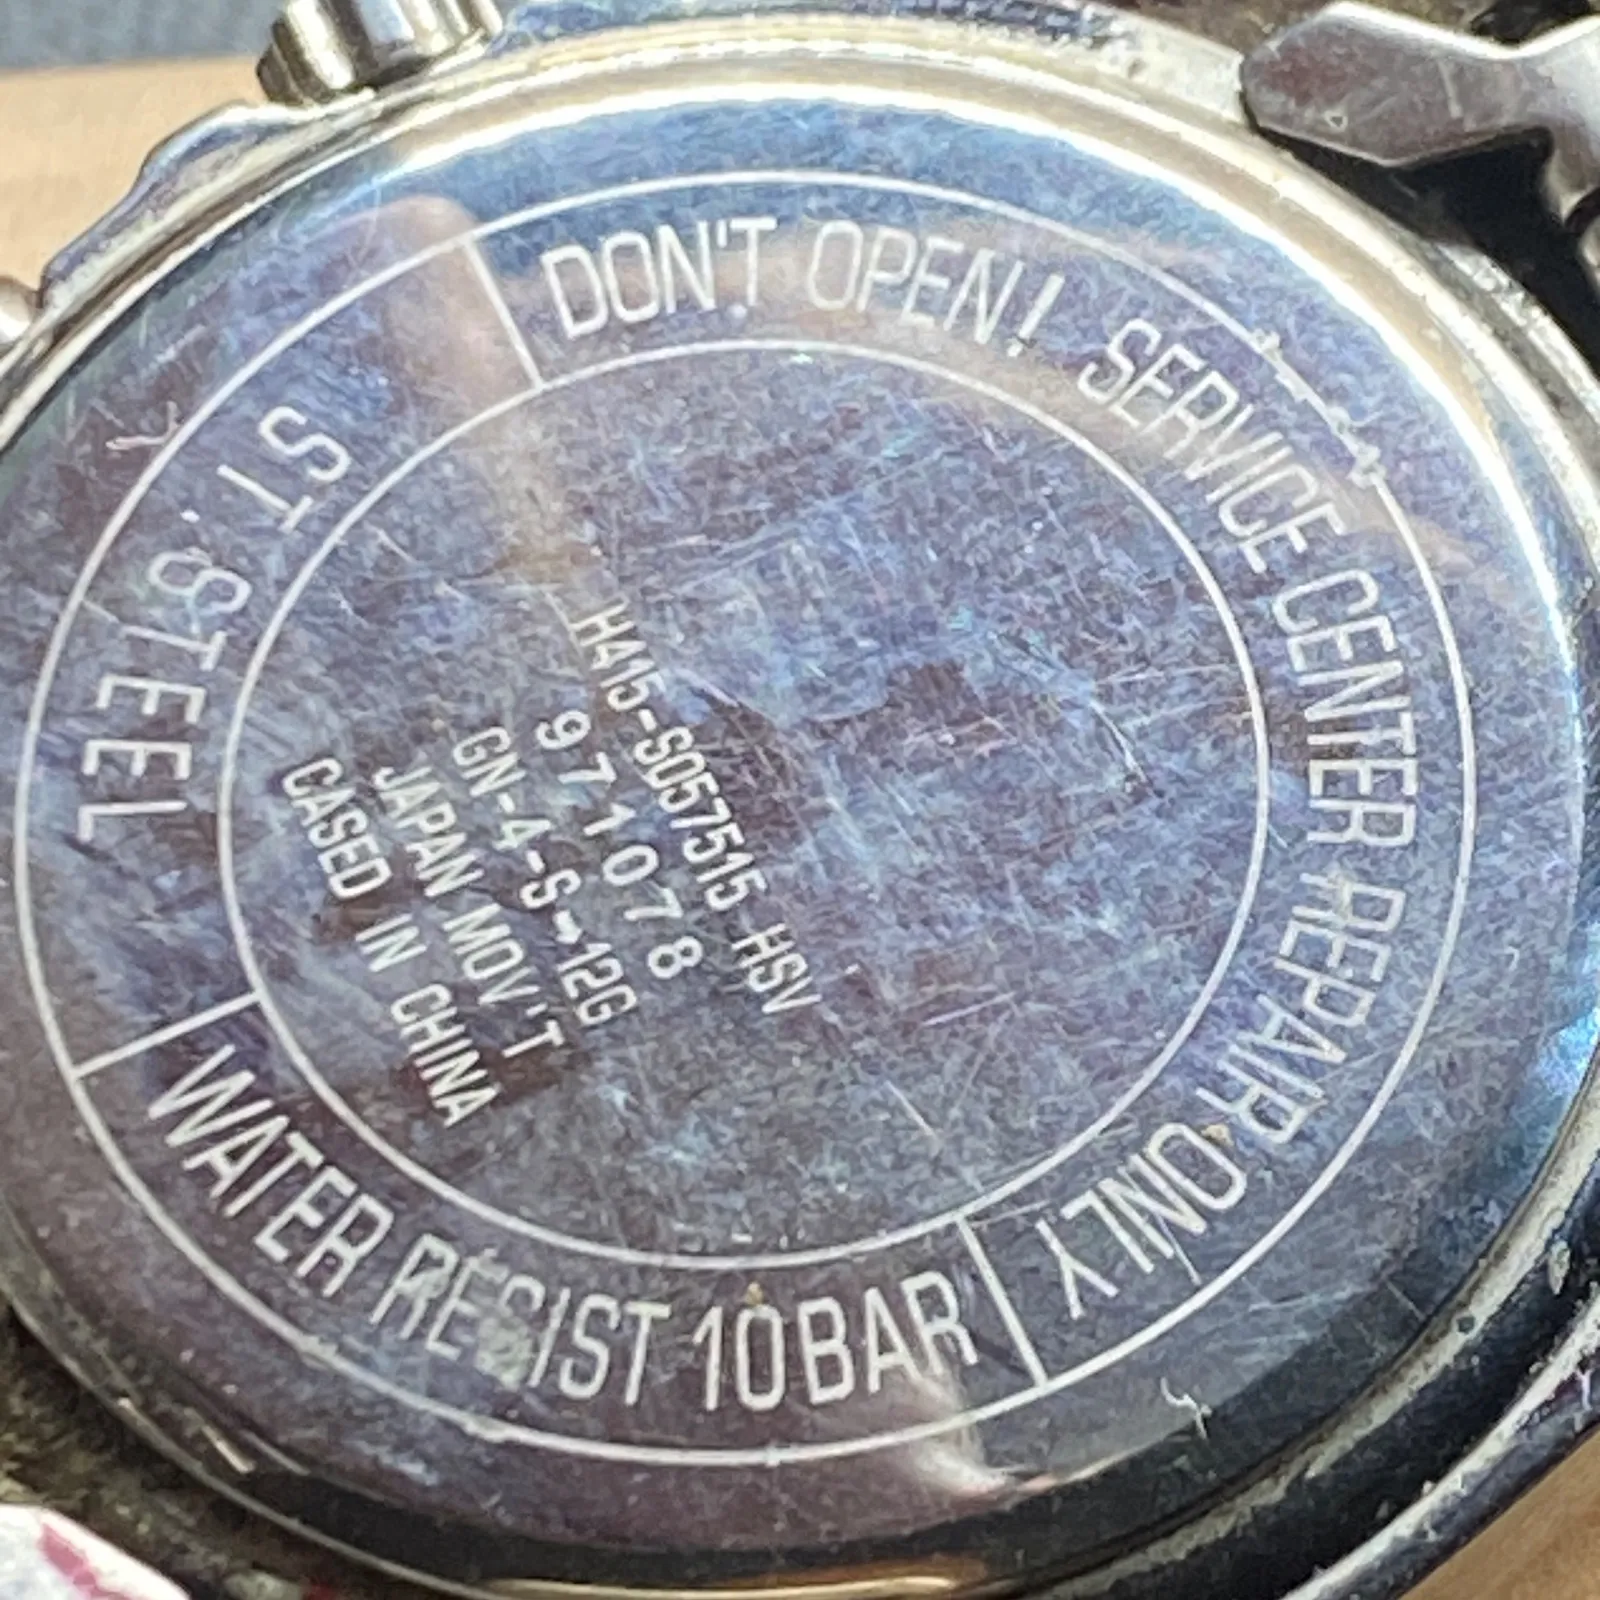 DON'T OPEN! SERVICE CENTER REPAIR ONLY
ST STEEL
WATER RESIST 10BAR
H415-S057515 HSV
971078
GN-4-S-12G
JAPAN MOV'T
CASED IN CHINA